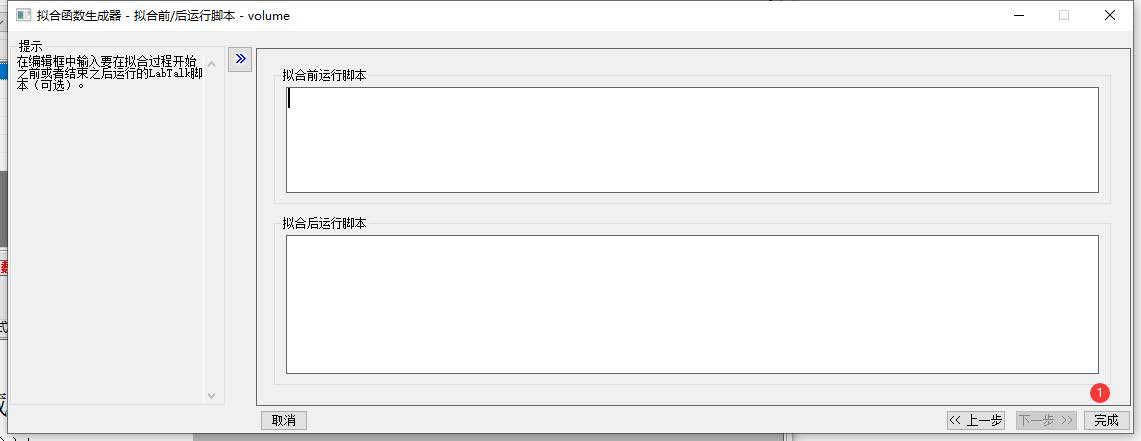 拟合函数生成器 - 拟合前/后运行脚本 - volume
提示
在编辑框中输入要在拟合过程开始
之前或者结束之后运行的LabTalk脚
本（可选）。
拟合前运行脚本
拟合后运行脚本
1
取消
<< 上一步
下一步 >>
完成